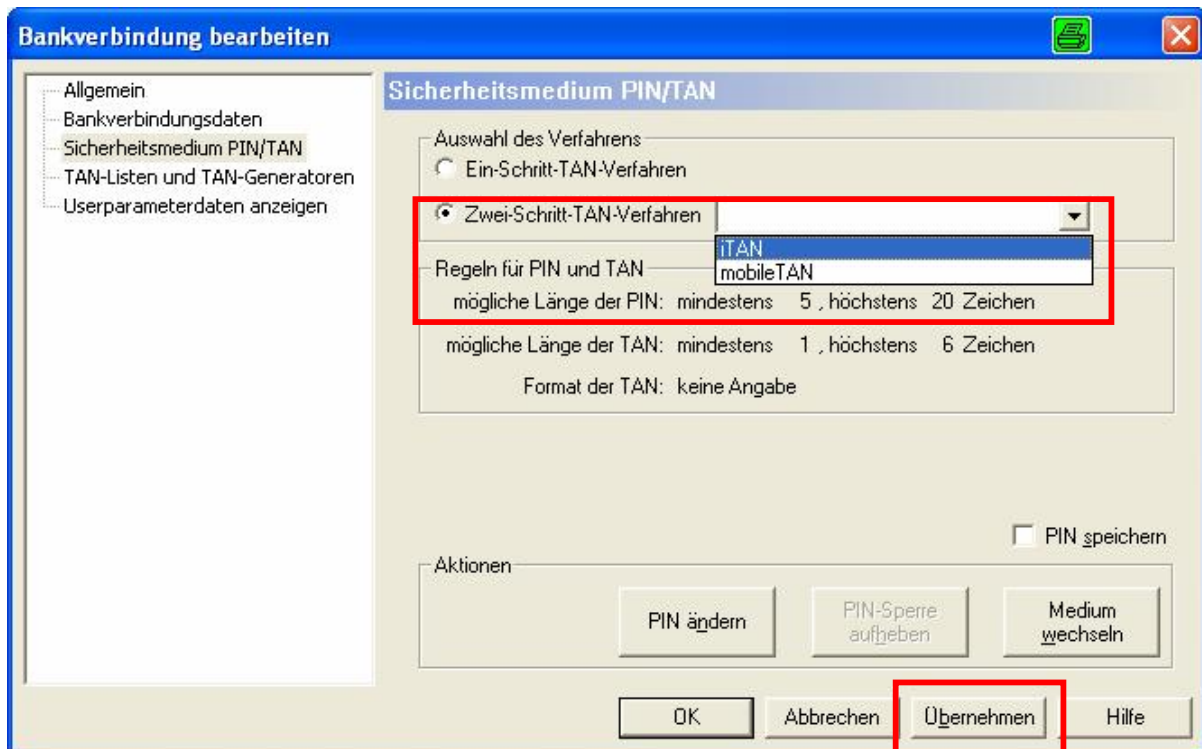 Bankverbindung bearbeiten
Allgemein
Bankverbindungsdaten
Sicherheitsmedium PIN/TAN
TAN-Listen und TAN-Generatoren
Userparameterdaten anzeigen
Sicherheitsmedium PIN/TAN
Auswahl des Verfahrens
Ein-Schritt-TAN-Verfahren
Zwei-Schritt-TAN-Verfahren
iTAN
mobileTAN
Regeln für PIN und TAN
mögliche Länge der PIN: mindestens 5 , höchstens 20 Zeichen
mögliche Länge der TAN: mindestens 1 , höchstens 6 Zeichen
Format der TAN: keine Angabe
PIN speichern
Aktionen
PIN ändern
PIN-Sperre
aufheben
Medium
wechseln
OK Abbrechen Übernehmen Hilfe